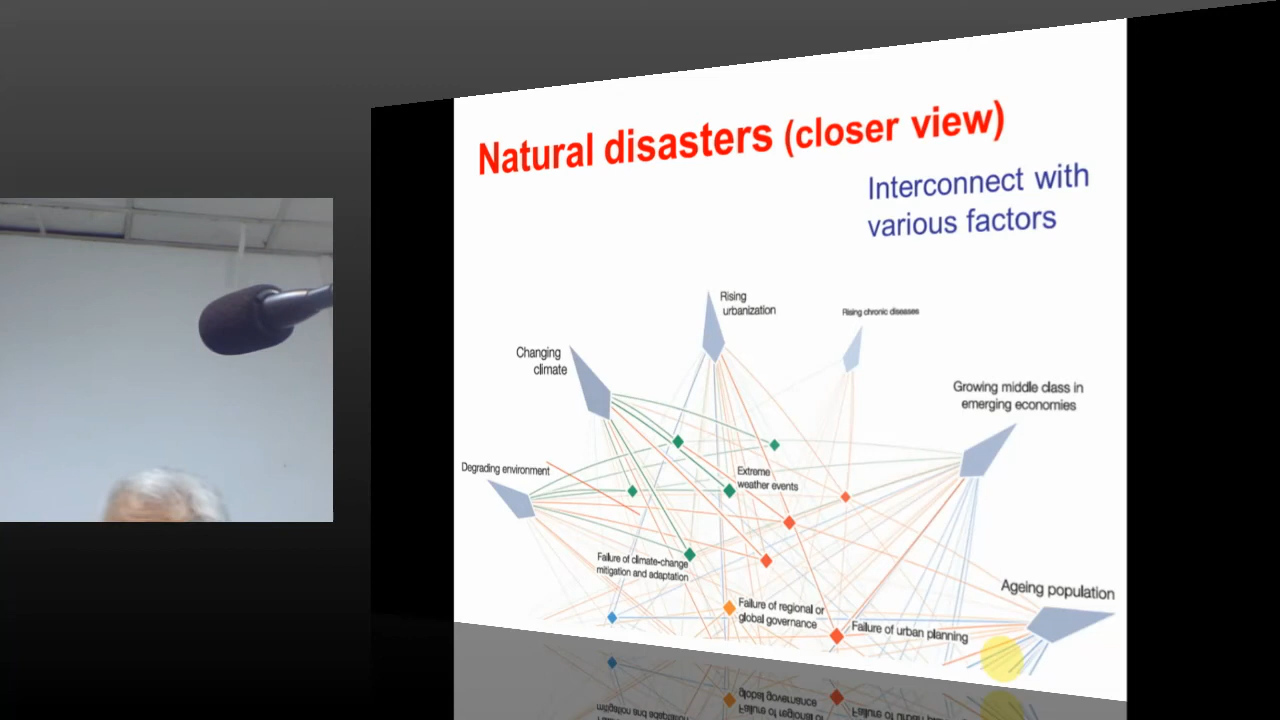 Natural disasters (closer view)
Interconnect with
various factors
Rising
urbanization
Rising chronic diseases
Changing
climate
Growing middle class in
emerging economies
Degrading environment
Extreme
weather events
Failure of climate-change
mitigation and adaptation
Ageing population
Failure of regional or
global governance
Failure of urban planning